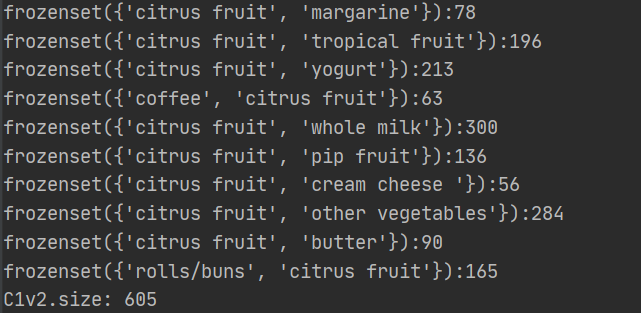 frozenset({'citrus fruit', 'margarine'}):78
frozenset({'citrus fruit', 'tropical fruit'}):196
frozenset({'citrus fruit', 'yogurt'}):213
frozenset({'coffee', 'citrus fruit'}):63
frozenset({'citrus fruit', 'whole milk'}):300
frozenset({'citrus fruit', 'pip fruit'}):136
frozenset({'citrus fruit', 'cream cheese '}):56
frozenset({'citrus fruit', 'other vegetables'}):284
frozenset({'citrus fruit', 'butter'}):90
frozenset({'rolls/buns', 'citrus fruit'}):165
C1v2.size: 605